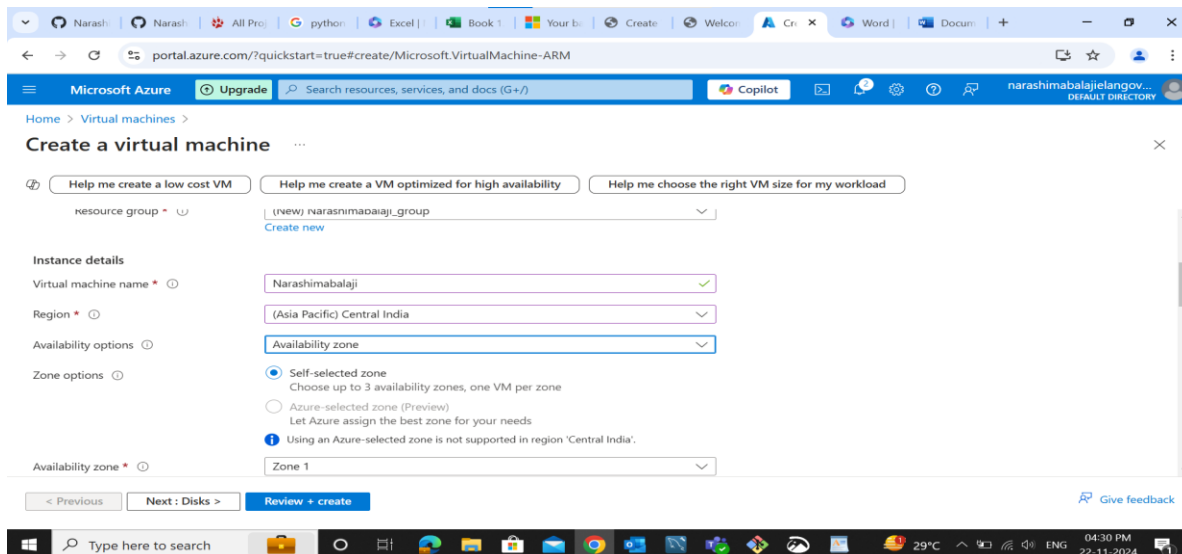 Narash Narash All Proj python Excel | Book 1 Your ba Create Welcor Cr Word | Docum
portal.azure.com/?quickstart=true#create/Microsoft.VirtualMachine-ARM
Microsoft Azure Upgrade Search resources, services, and docs (G+/) Copilot 2 narashimabalajielangov...
DEFAULT DIRECTORY
Home > Virtual machines >
Create a virtual machine ...
Help me create a low cost VM Help me create a VM optimized for high availability Help me choose the right VM size for my workload
Resource group * (New) Narashimabalaji_group
Create new
Instance details
Virtual machine name * Narashimabalaji
Region * (Asia Pacific) Central India
Availability options Availability zone
Zone options Self-selected zone
Choose up to 3 availability zones, one VM per zone
Azure-selected zone (Preview)
Let Azure assign the best zone for your needs
Using an Azure-selected zone is not supported in region 'Central India'.
Availability zone * Zone 1
< Previous Next : Disks > Review + create Give feedback
Type here to search 29°C ENG 04:30 PM
22-11-2024